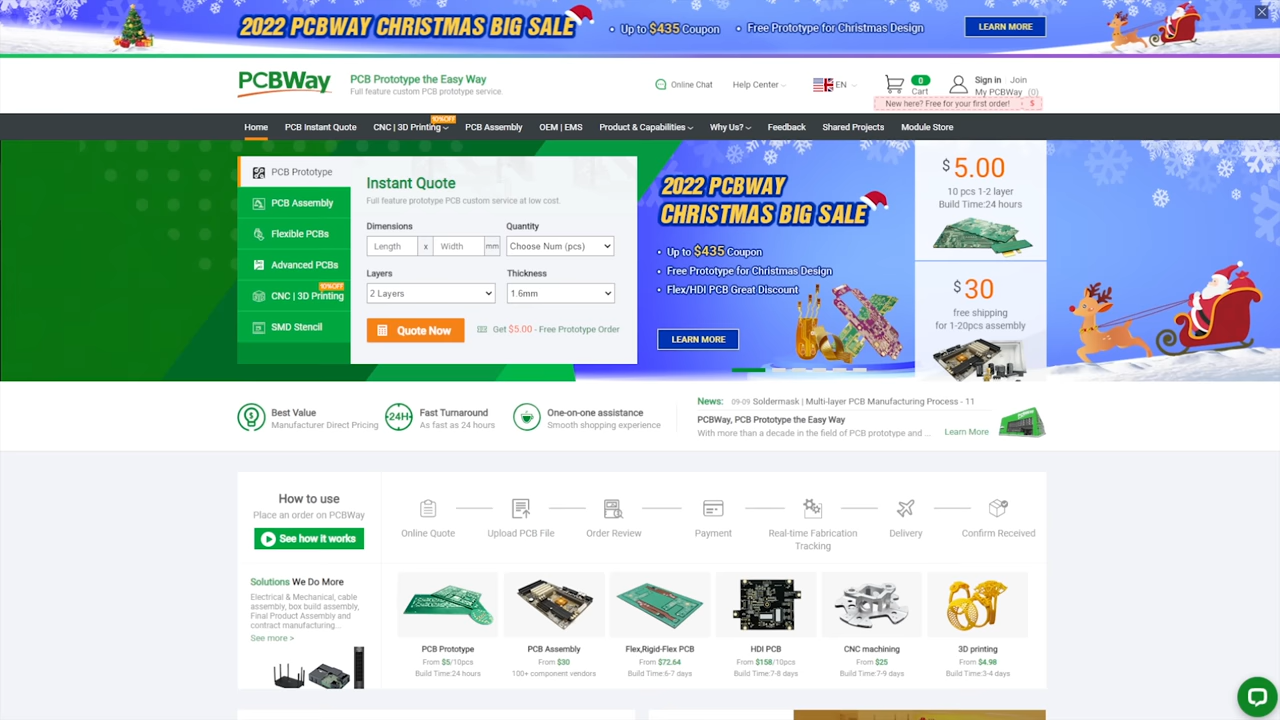 2022 PCBWAY CHRISTMAS BIG SALE
• Up to $435 Coupon
• Free Prototype for Christmas Design
LEARN MORE
PCBWay
PCB Prototype the Easy Way
Full feature custom PCB prototype service.
Online Chat
Help Center
EN
0
Cart
Sign in
Join
My PCBWay (0)
New here? Free for your first order!
$
Home
PCB Instant Quote
CNC | 3D Printing
10%OFF
PCB Assembly
OEM | EMS
Product & Capabilities
Why Us?
Feedback
Shared Projects
Module Store
PCB Prototype
PCB Assembly
Flexible PCBs
Advanced PCBs
CNC | 3D Printing
10%OFF
SMD Stencil
Instant Quote
Full feature prototype PCB custom service at low cost.
Dimensions
Length x Width mm
Quantity
Choose Num (pcs)
Layers
2 Layers
Thickness
1.6mm
Quote Now
Get $5.00 - Free Prototype Order
2022 PCBWAY
CHRISTMAS BIG SALE
• Up to $435 Coupon
• Free Prototype for Christmas Design
• Flex/HDI PCB Great Discount
LEARN MORE
$ 5.00
10 pcs 1-2 layer
Build Time:24 hours
$ 30
free shipping
for 1-20pcs assembly
Best Value
Manufacturer Direct Pricing
24H
Fast Turnaround
As fast as 24 hours
One-on-one assistance
Smooth shopping experience
News: 09-09 Soldermask | Multi-layer PCB Manufacturing Process - 11
PCBWay, PCB Prototype the Easy Way
With more than a decade in the field of PCB prototype and ...
Learn More
How to use
Place an order on PCBWay
See how it works
Online Quote
Upload PCB File
Order Review
Payment
Real-time Fabrication
Tracking
Delivery
Confirm Received
Solutions We Do More
Electrical & Mechanical, cable
assembly, box build assembly,
Final Product Assembly and
contract manufacturing...
See more >
PCB Prototype
From $5/10pcs
Build Time:24 hours
PCB Assembly
From $30
100+ component vendors
Flex,Rigid-Flex PCB
From $72.64
Build Time:6-7 days
HDI PCB
From $158/10pcs
Build Time:7-8 days
CNC machining
From $25
Build Time:7-9 days
3D printing
From $4.98
Build Time:3-4 days